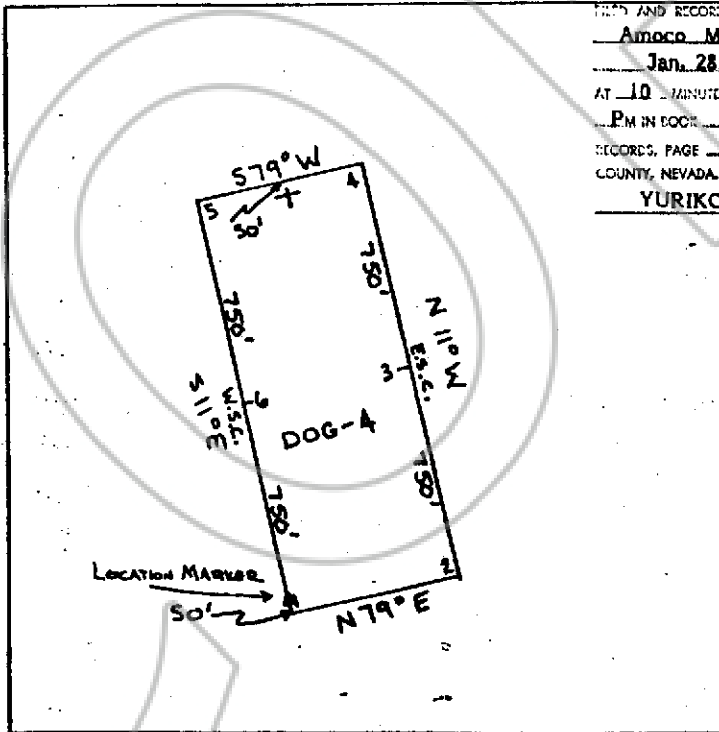 FILED AND RECORD
Amoco M
Jan. 28
AT 10 MINUTE
PM IN BOOK
RECORDS, PAGE
COUNTY, NEVADA.
YURIKO
S79°W
5
4
50'
750'
750'
N 11° W
3
E.S.C.
S 11° E
W.S.C.
6
DOG-4
750'
750'
LOCATION MARKER
2
50'
N79°E